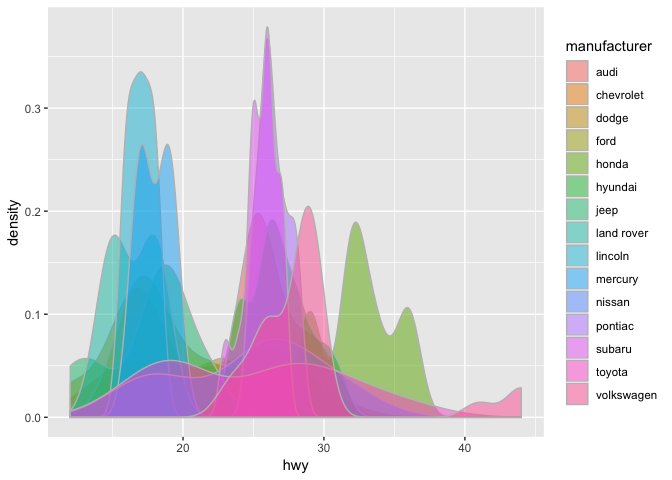 density
0.3
0.2
0.1
0.0
20
30
40
hwy
manufacturer
audi
chevrolet
dodge
ford
honda
hyundai
jeep
land rover
lincoln
mercury
nissan
pontiac
subaru
toyota
volkswagen